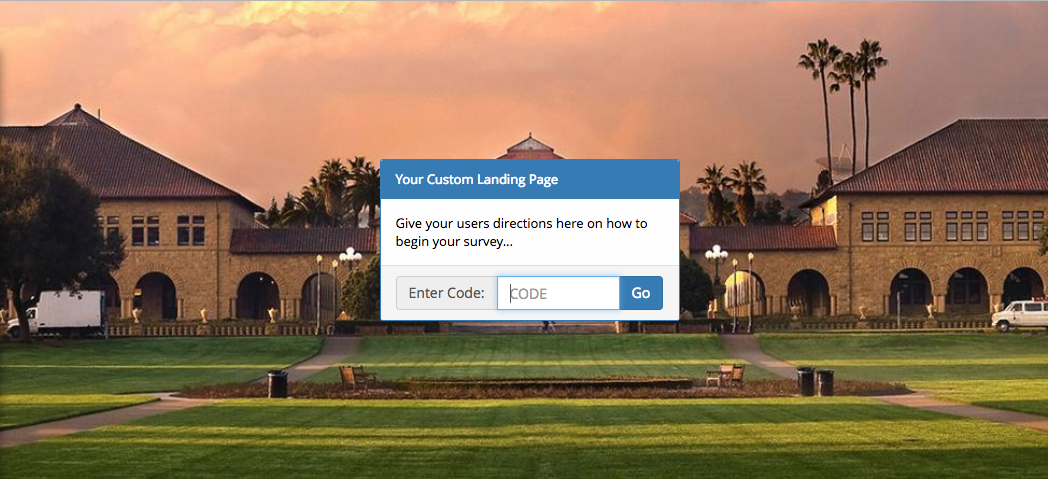 Your Custom Landing Page
Give your users directions here on how to
begin your survey...
Enter Code: CODE Go